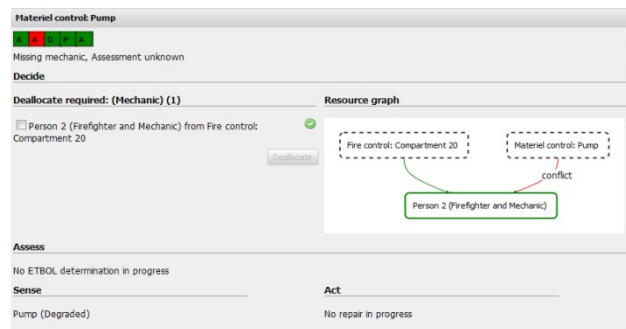 Materiel control: Pump
S A D P A
Missing mechanic, Assessment unknown
Decide
Deallocate required: (Mechanic) (1)
Person 2 (Firefighter and Mechanic) from Fire control:
Compartment 20
Deallocate
Resource graph
Fire control: Compartment 20
Materiel control: Pump
conflict
Person 2 (Firefighter and Mechanic)
Assess
No ETBOL determination in progress
Sense
Pump (Degraded)
Act
No repair in progress